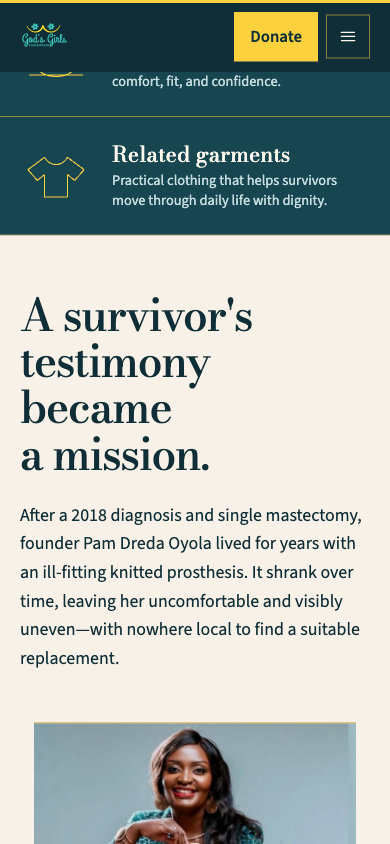 God's Girls
Donate
comfort, fit, and confidence.
Related garments
Practical clothing that helps survivors
move through daily life with dignity.
A survivor's
testimony
became
a mission.
After a 2018 diagnosis and single mastectomy,
founder Pam Dreda Oyola lived for years with
an ill-fitting knitted prosthesis. It shrank over
time, leaving her uncomfortable and visibly
uneven—with nowhere local to find a suitable
replacement.